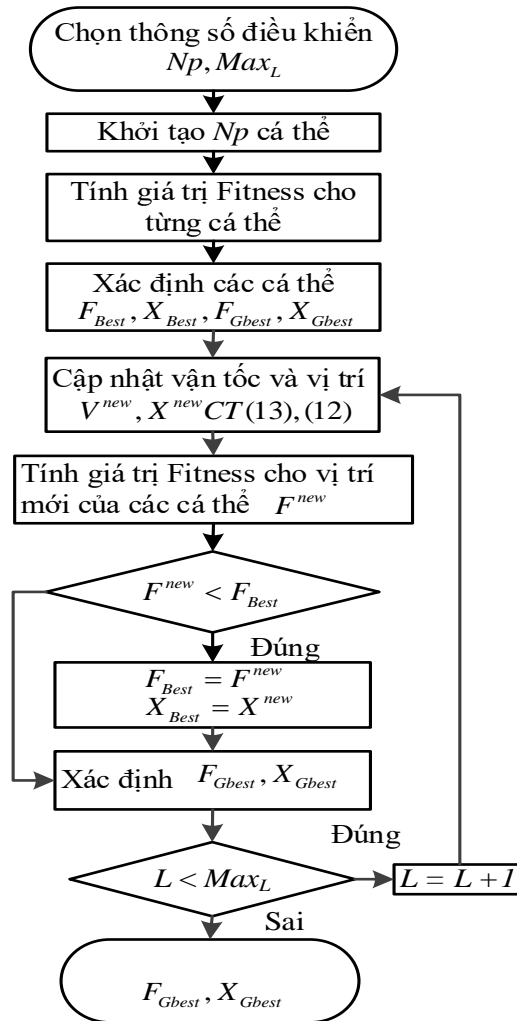 Chọn thông số điều khiển
Np, Max_L
Khởi tạo Np cá thể
Tính giá trị Fitness cho
từng cá thể
Xác định các cá thể
F_Best, X_Best, F_Gbest, X_Gbest
Cập nhật vận tốc và vị trí
V^new, X^new CT(13),(12)
Tính giá trị Fitness cho vị trí
mới của các cá thể F^new
F^new < F_Best
Đúng
F_Best = F^new
X_Best = X^new
Xác định F_Gbest, X_Gbest
Đúng
L < Max_L
L = L +1
Sai
F_Gbest, X_Gbest